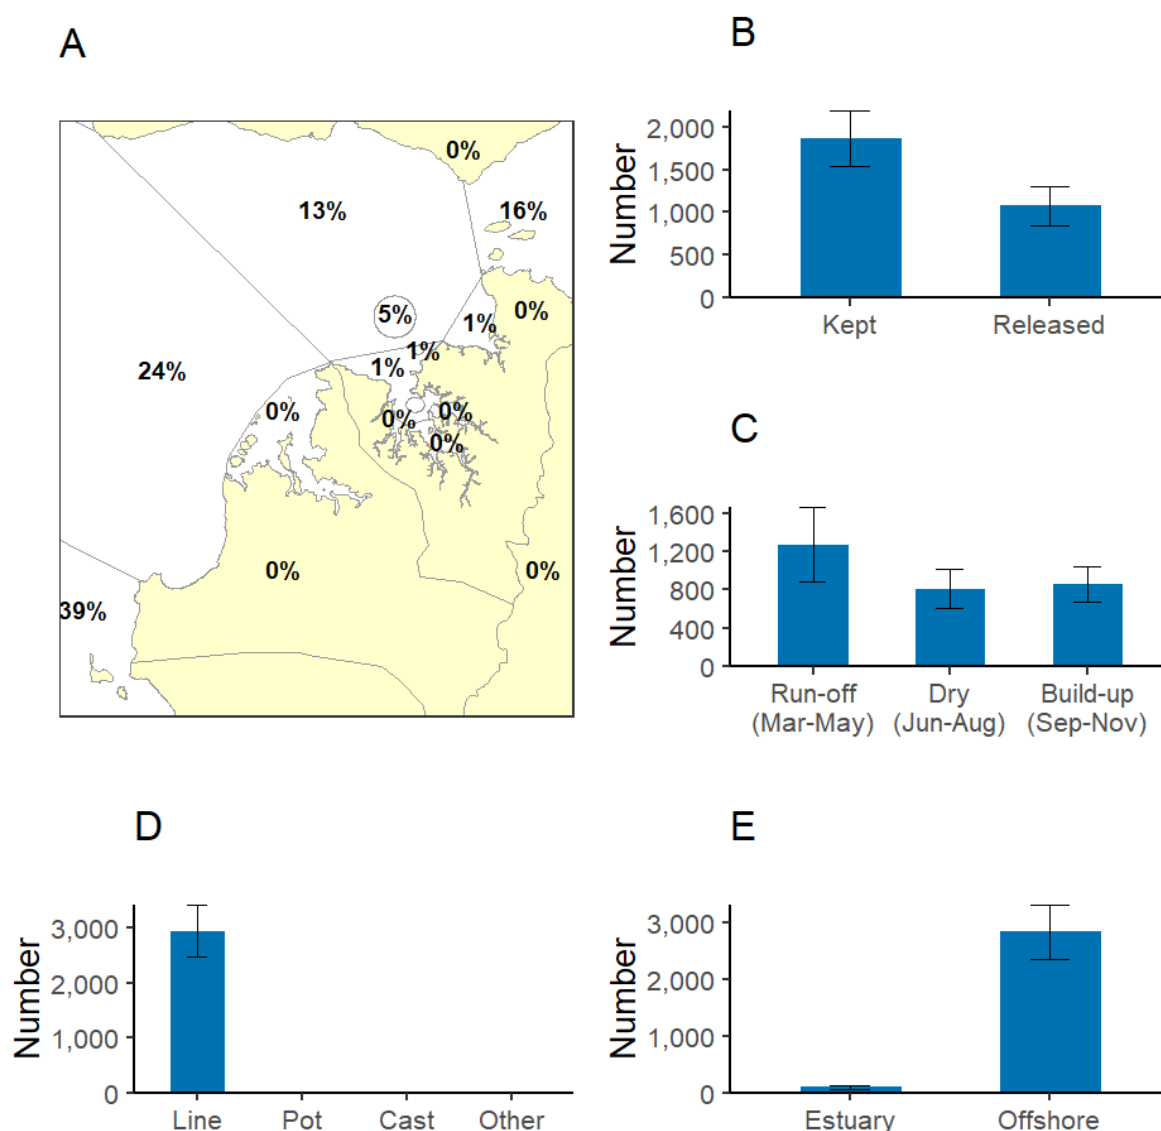 A
0%
13%
16%
0%
5%
1%
1%
1%
24%
0%
0%
0%
0%
0%
0%
39%
B
Number
2,000
1,500
1,000
500
0
Kept Released
C
Number
1,600
1,200
800
400
0
Run-off Dry Build-up
(Mar-May) (Jun-Aug) (Sep-Nov)
D
Number
3,000
2,000
1,000
0
Line Pot Cast Other
E
Number
3,000
2,000
1,000
0
Estuary Offshore